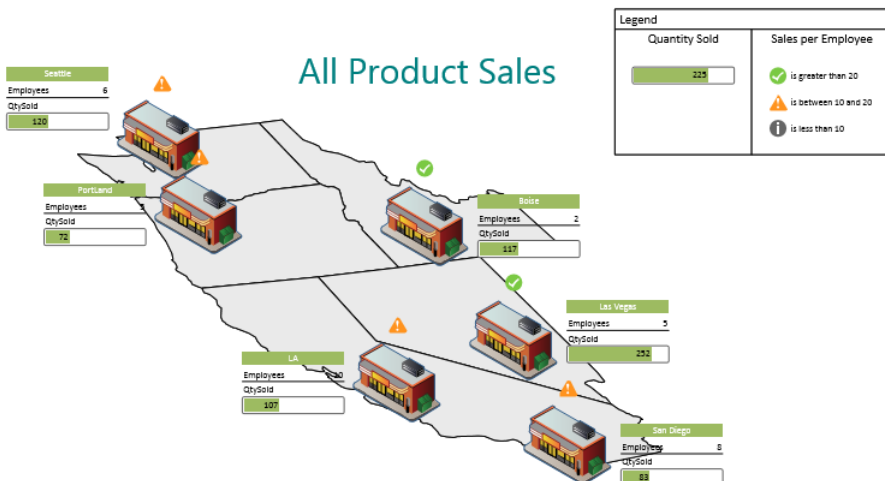 Legend
Quantity Sold
Sales per Employee
225
is greater than 20
is between 10 and 20
is less than 10
All Product Sales
Seattle
Employees 6
QtySold
120
PortLand
Employees
QtySold
72
Boise
Employees 2
QtySold
117
Las Vegas
Employees 5
QtySold
252
LA
Employees 10
QtySold
107
San Diego
Employees 8
QtySold
83